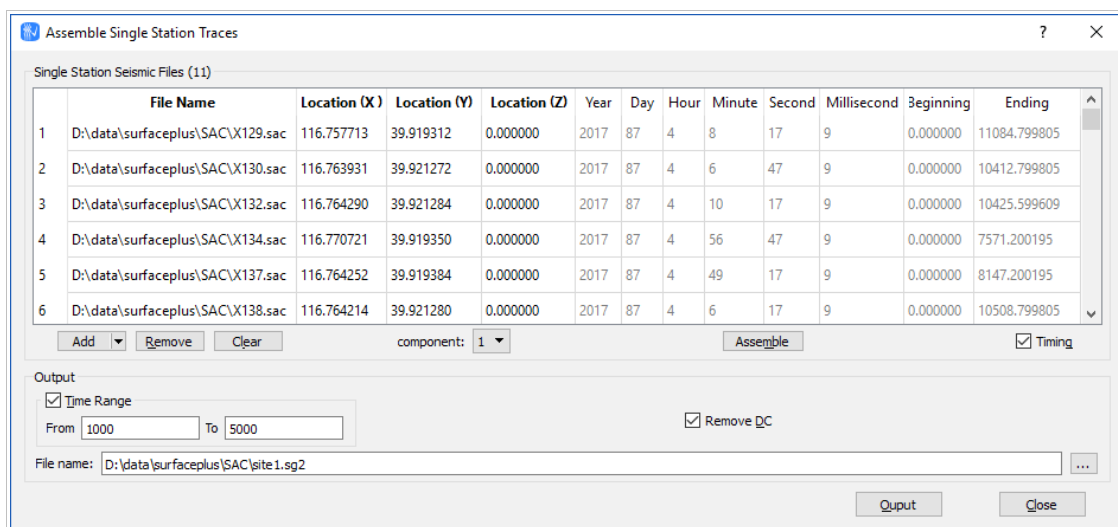 Assemble Single Station Traces ?
Single Station Seismic Files (11)
File Name Location (X ) Location (Y) Location (Z) Year Day Hour Minute Second Millisecond Beginning Ending
1 D:\data\surfaceplus\SAC\X129.sac 116.757713 39.919312 0.000000 2017 87 4 8 17 9 0.000000 11084.799805
2 D:\data\surfaceplus\SAC\X130.sac 116.763931 39.921272 0.000000 2017 87 4 6 47 9 0.000000 10412.799805
3 D:\data\surfaceplus\SAC\X132.sac 116.764290 39.921284 0.000000 2017 87 4 10 17 9 0.000000 10425.599609
4 D:\data\surfaceplus\SAC\X134.sac 116.770721 39.919350 0.000000 2017 87 4 56 47 9 0.000000 7571.200195
5 D:\data\surfaceplus\SAC\X137.sac 116.764252 39.919384 0.000000 2017 87 4 49 17 9 0.000000 8147.200195
6 D:\data\surfaceplus\SAC\X138.sac 116.764214 39.921280 0.000000 2017 87 4 6 17 9 0.000000 10508.799805
Add Remove Clear component: 1 Assemble Timing
Output
Time Range
From 1000 To 5000 Remove DC
File name: D:\data\surfaceplus\SAC\site1.sg2 ...
Ouput Close